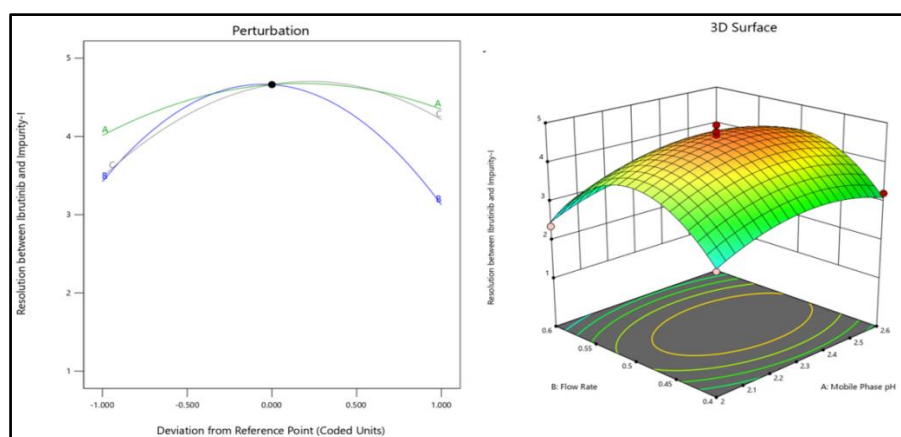 Perturbation
5
4
3
2
1
Resolution between Ibrutinib and Impurity-I
A
C
B
A
C
B
-1.000
-0.500
0.000
0.500
1.000
Deviation from Reference Point (Coded Units)
3D Surface
5
4
3
2
1
Resolution between Ibrutinib and Impurity-I
0.6
0.55
0.5
0.45
0.4
B: Flow Rate
2
2.1
2.2
2.3
2.4
2.5
2.6
A: Mobile Phase pH